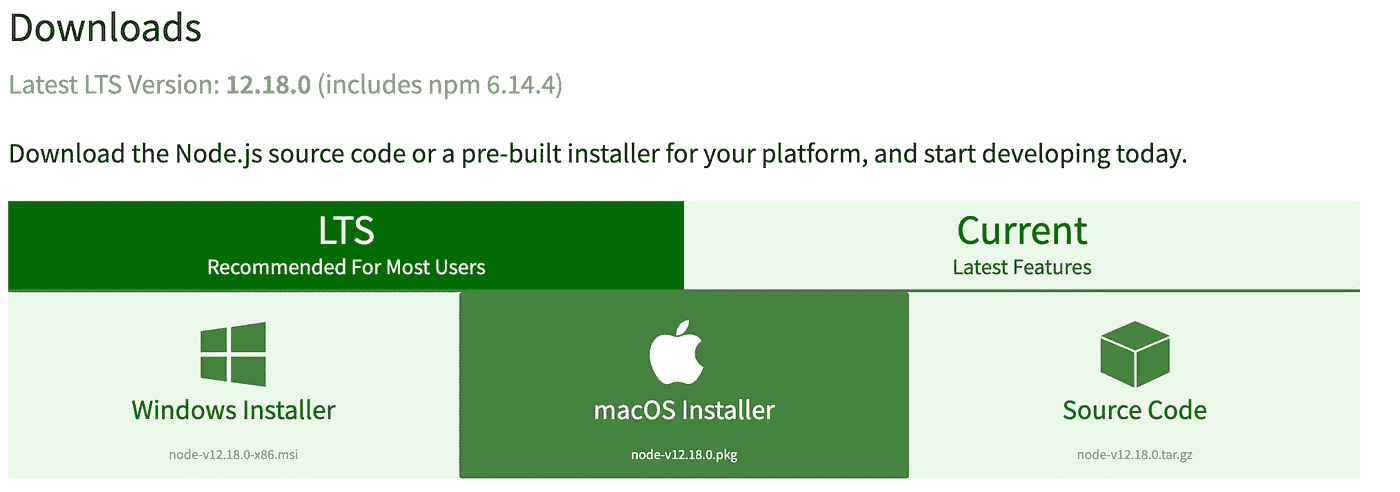 Downloads
Latest LTS Version: 12.18.0 (includes npm 6.14.4)
Download the Node.js source code or a pre-built installer for your platform, and start developing today.
LTS
Recommended For Most Users
Current
Latest Features
Windows Installer
node-v12.18.0-x86.msi
macOS Installer
node-v12.18.0.pkg
Source Code
node-v12.18.0.tar.gz